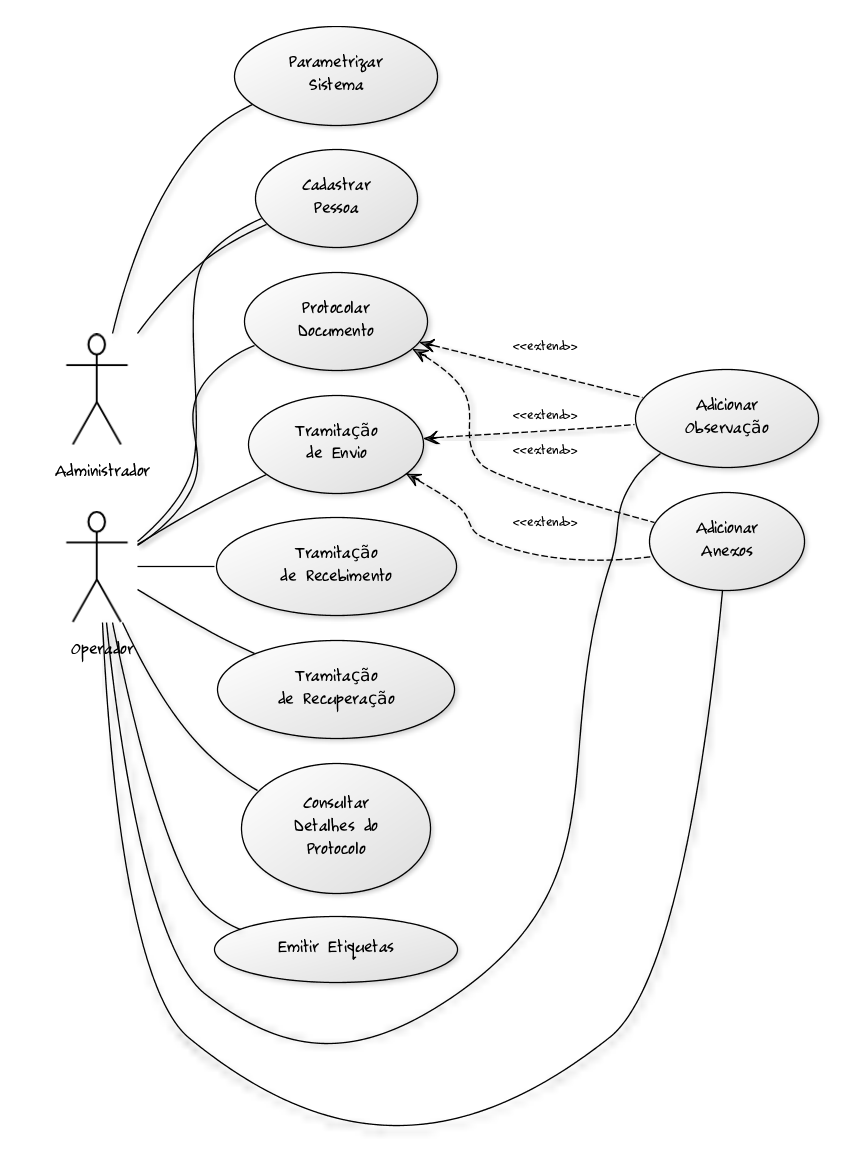 Parametrizar
Sistema
Cadastrar
Pessoa
Protocolar
Documento
<<extend>>
Adicionar
Observação
Tramitação
de Envio
<<extend>>
<<extend>>
Administrador
<<extend>>
Adicionar
Anexos
Tramitação
de Recebimento
Operador
Tramitação
de Recuperação
Consultar
Detalhes do
Protocolo
Emitir Etiquetas